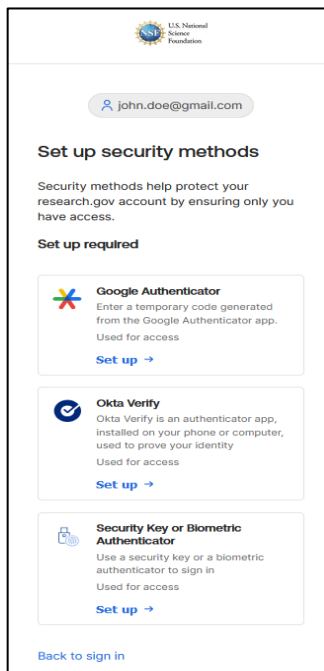 NSF
U.S. National
Science
Foundation
john.doe@gmail.com
Set up security methods
Security methods help protect your
research.gov account by ensuring only you
have access.
Set up required
Google Authenticator
Enter a temporary code generated
from the Google Authenticator app.
Used for access
Set up →
Okta Verify
Okta Verify is an authenticator app,
installed on your phone or computer,
used to prove your identity
Used for access
Set up →
Security Key or Biometric
Authenticator
Use a security key or a biometric
authenticator to sign in
Used for access
Set up →
Back to sign in